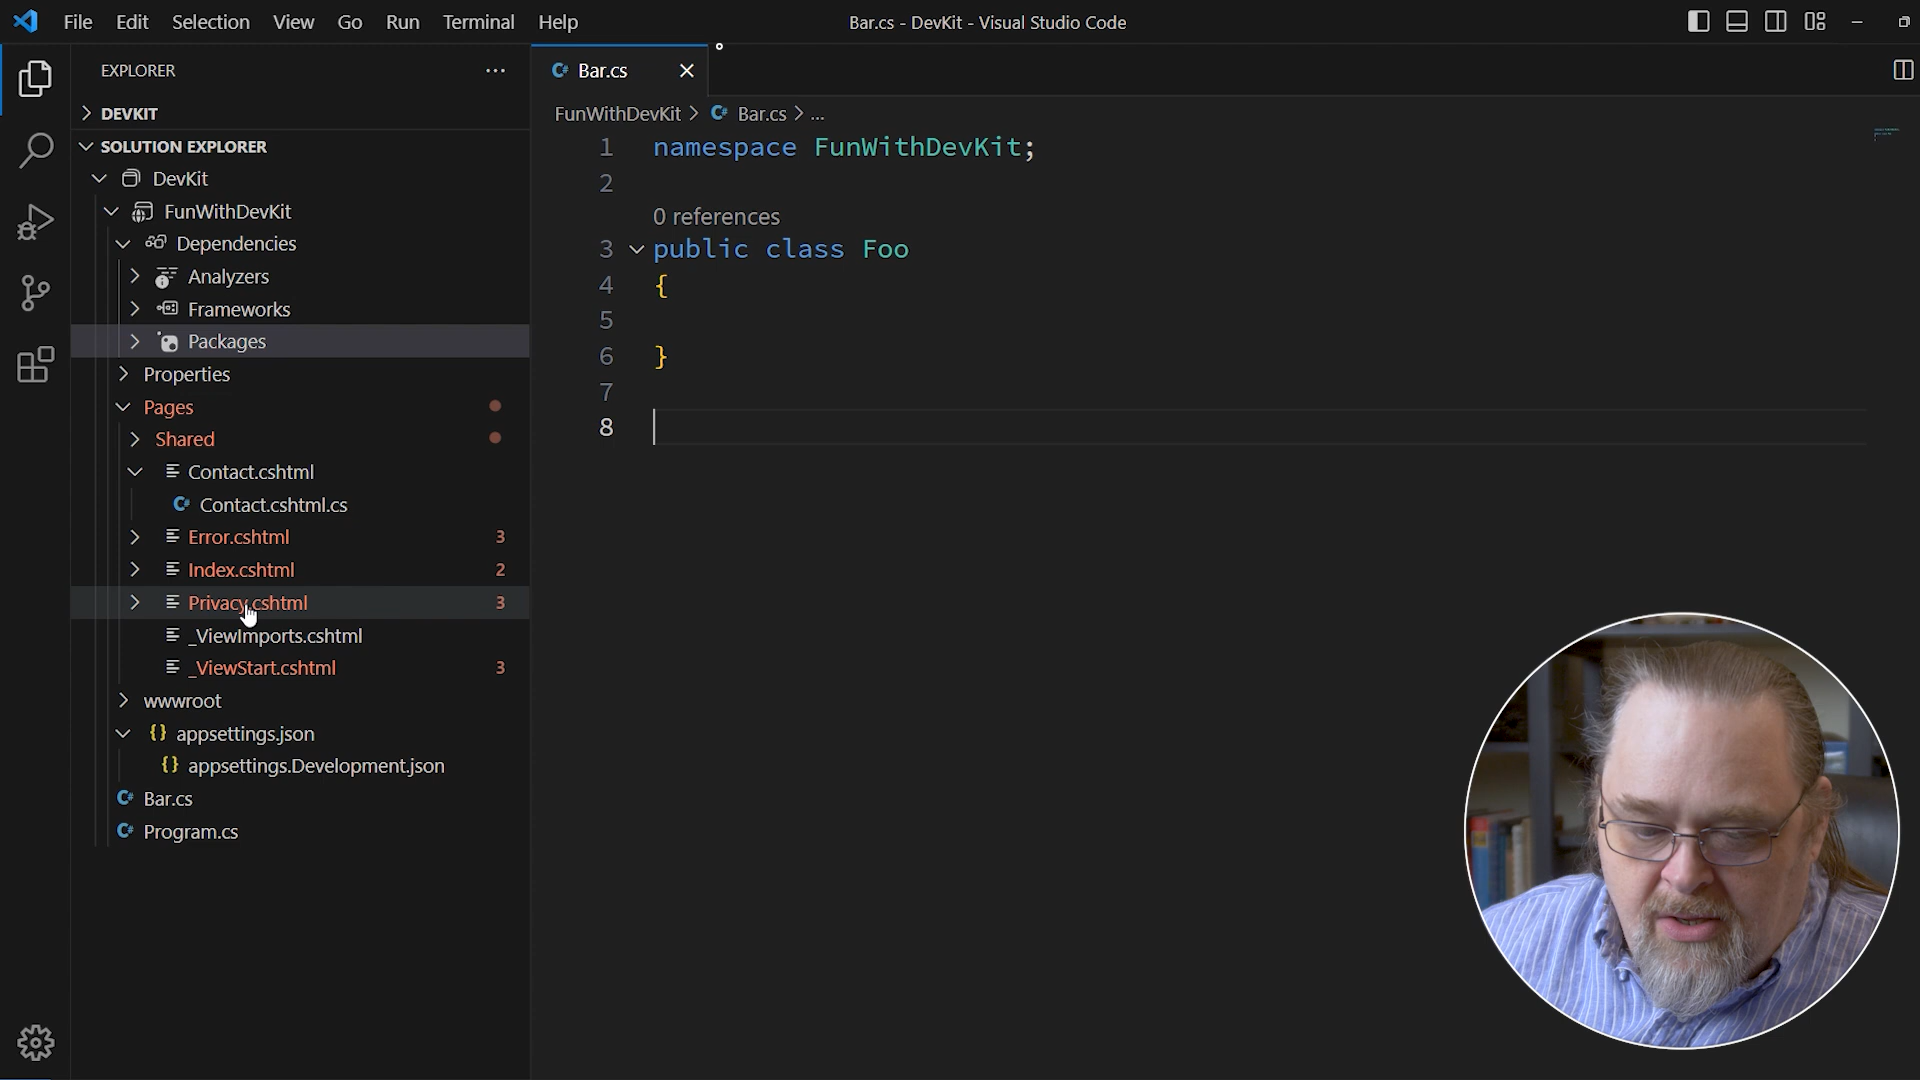 File Edit Selection View Go Run Terminal Help
Bar.cs - DevKit - Visual Studio Code
EXPLORER
DEVKIT
SOLUTION EXPLORER
DevKit
FunWithDevKit
Dependencies
Analyzers
Frameworks
Packages
Properties
Pages
Shared
Contact.cshtml
C# Contact.cshtml.cs
Error.cshtml 3
Index.cshtml 2
Privacy.cshtml 3
_ViewImports.cshtml
_ViewStart.cshtml 3
wwwroot
{} appsettings.json
{} appsettings.Development.json
C# Bar.cs
C# Program.cs
C# Bar.cs
FunWithDevKit > C# Bar.cs > ...
1 namespace FunWithDevKit;
2
0 references
3 public class Foo
4 {
5
6 }
7
8